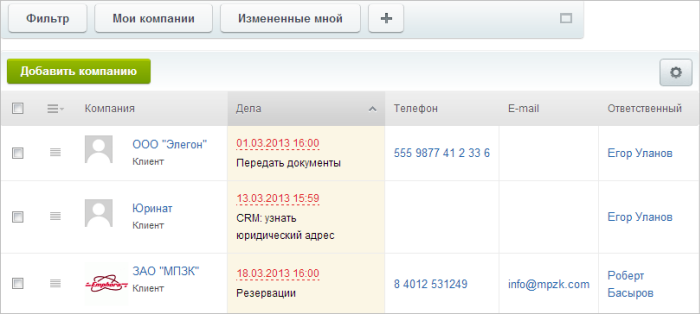 Фильтр
Мои компании
Измененные мной
Добавить компанию
Компания
Дела
Телефон
E-mail
Ответственный
ООО "Элегон"
Клиент
01.03.2013 16:00
Передать документы
555 9877 41 2 33 6
Егор Уланов
Юринат
Клиент
13.03.2013 15:59
CRM: узнать
юридический адрес
Егор Уланов
ЗАО "МПЗК"
Клиент
18.03.2013 16:00
Резервации
8 4012 531249
info@mpzk.com
Роберт
Басыров